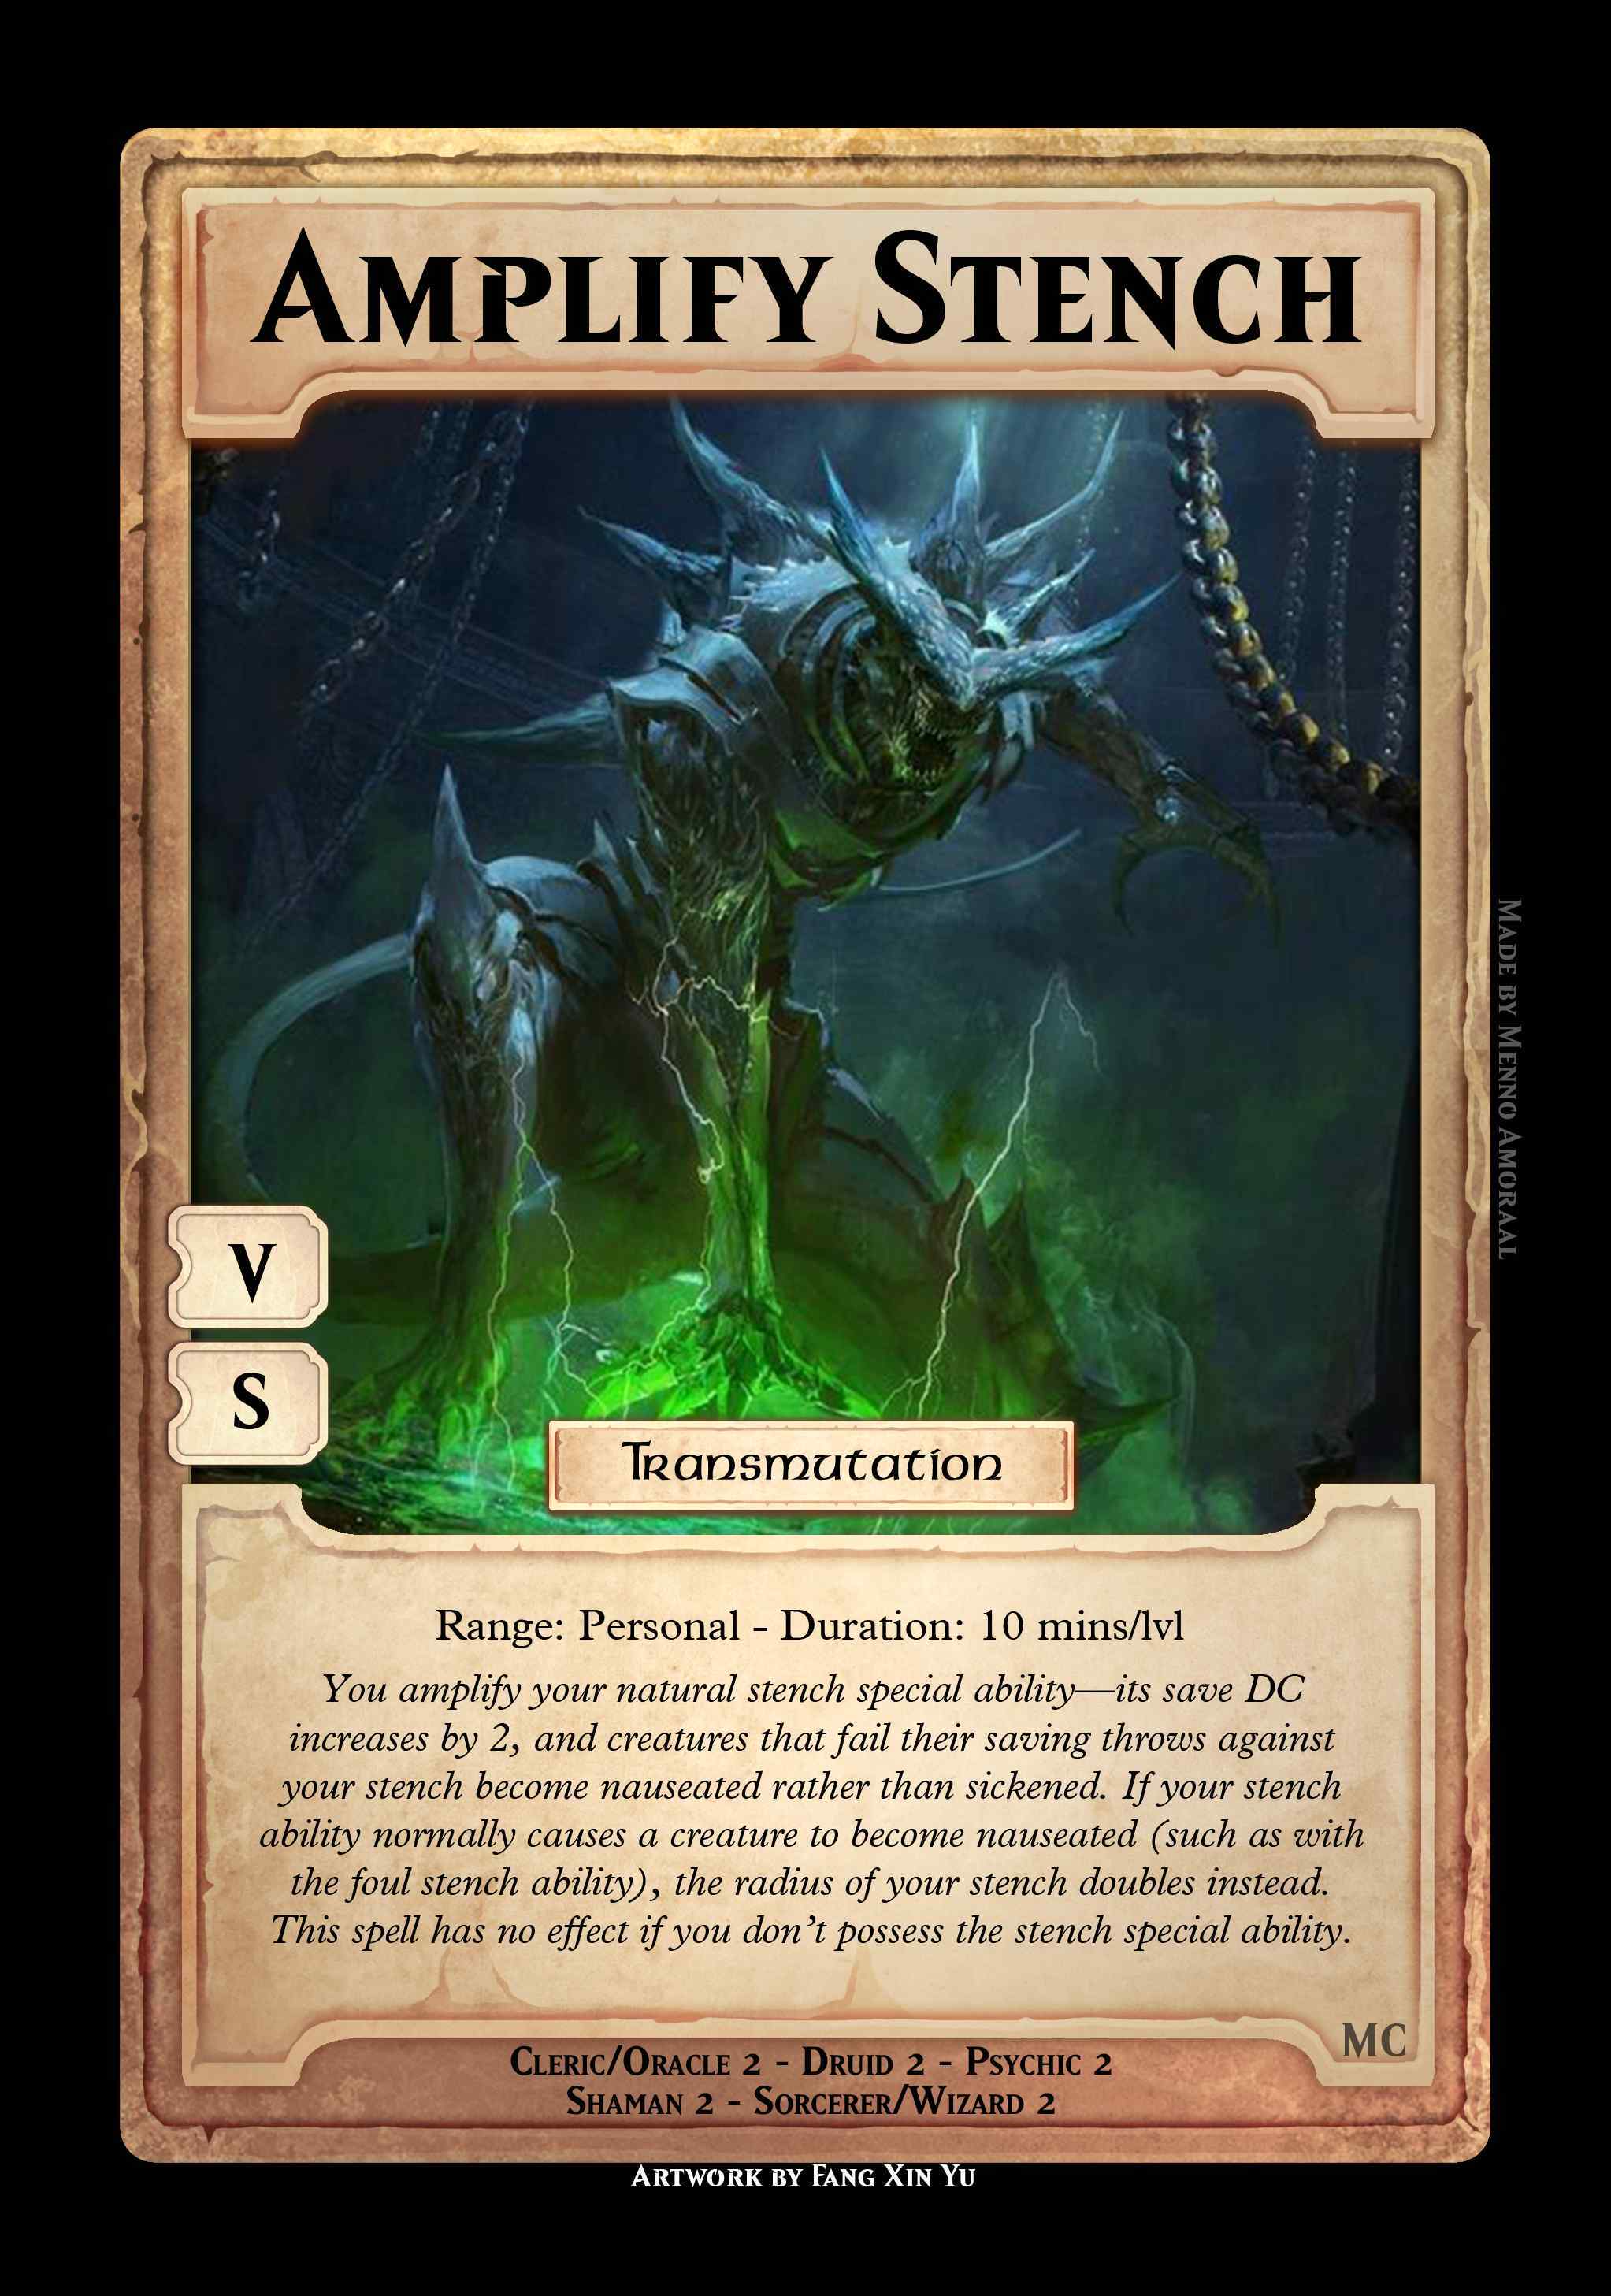 Amplify Stench
V
S
Transmutation
Range: Personal - Duration: 10 mins/lvl
You amplify your natural stench special ability—its save DC
increases by 2, and creatures that fail their saving throws against
your stench become nauseated rather than sickened. If your stench
ability normally causes a creature to become nauseated (such as with
the foul stench ability), the radius of your stench doubles instead.
This spell has no effect if you don’t possess the stench special ability.
MC
Cleric/Oracle 2 - Druid 2 - Psychic 2
Shaman 2 - Sorcerer/Wizard 2
Artwork by Fang Xin Yu
Made by Menno Amoraal